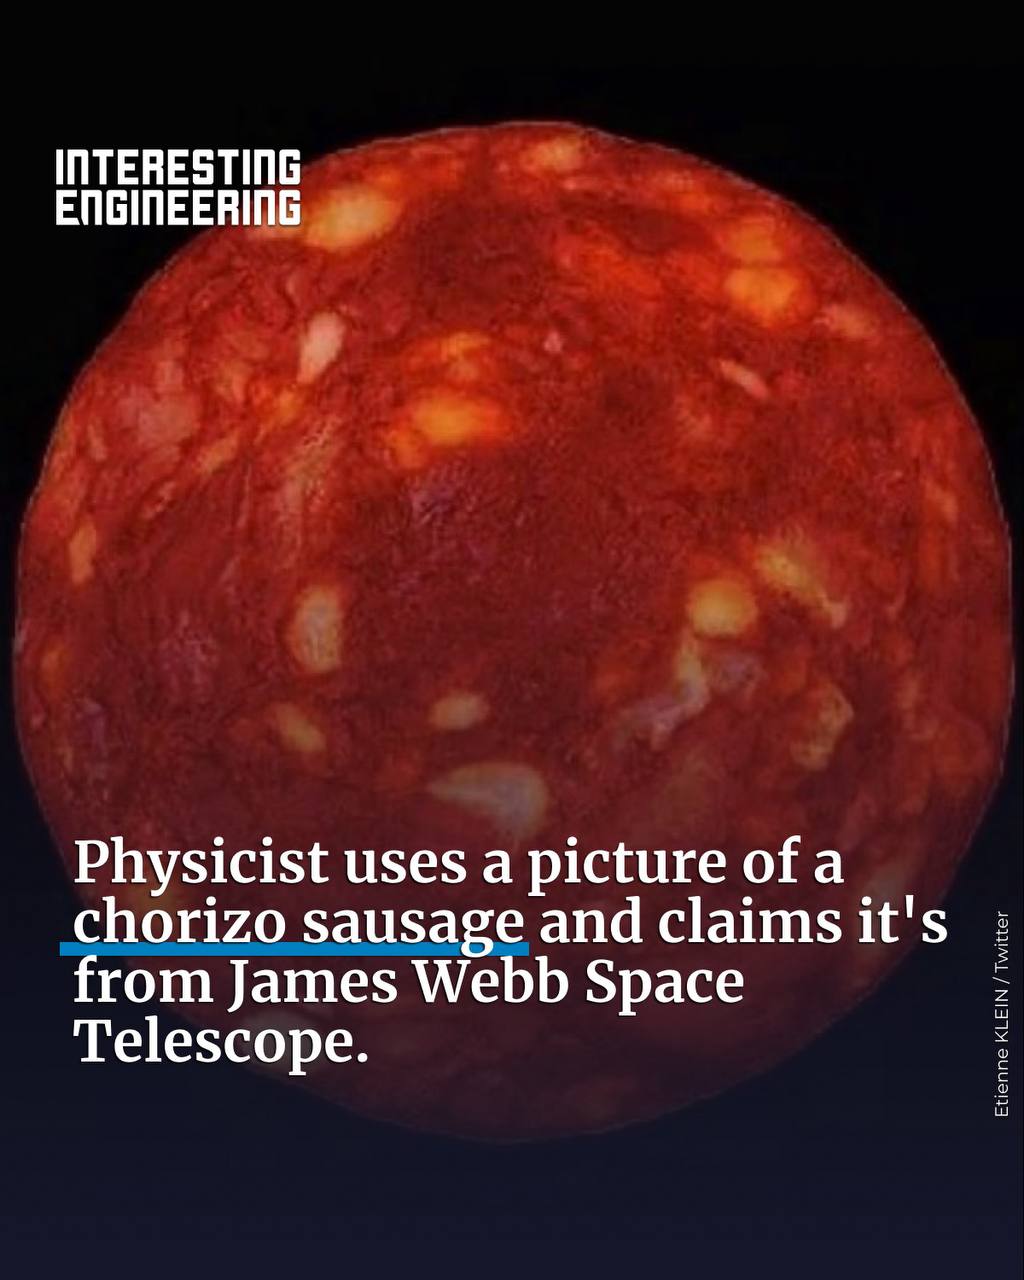 INTERESTING
ENGINEERING
Physicist uses a picture of a
chorizo sausage and claims it's
from James Webb Space
Telescope.
Etienne KLEIN / Twitter